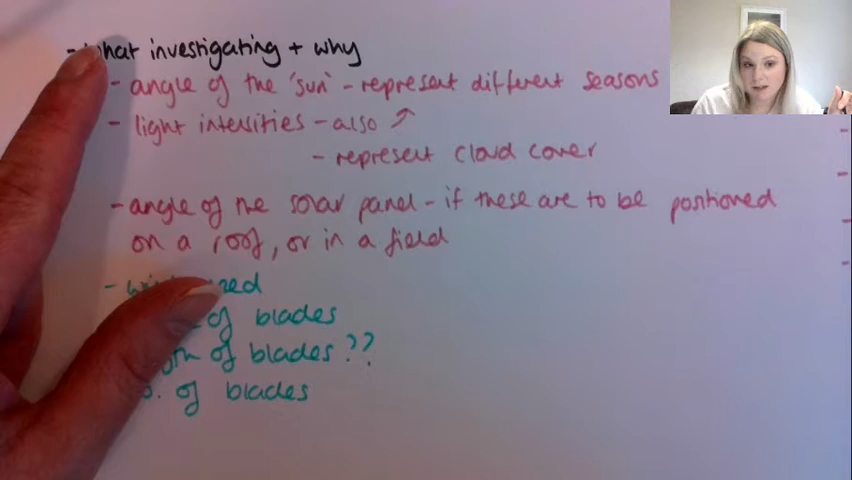 - what investigating + why
- angle of the 'sun' - represent different seasons
- light intensities - also ↗
- represent cloud cover
- angle of the solar panel - if these are to be positioned
on a roof, or in a field
-
of blades
of blades ??
of blades